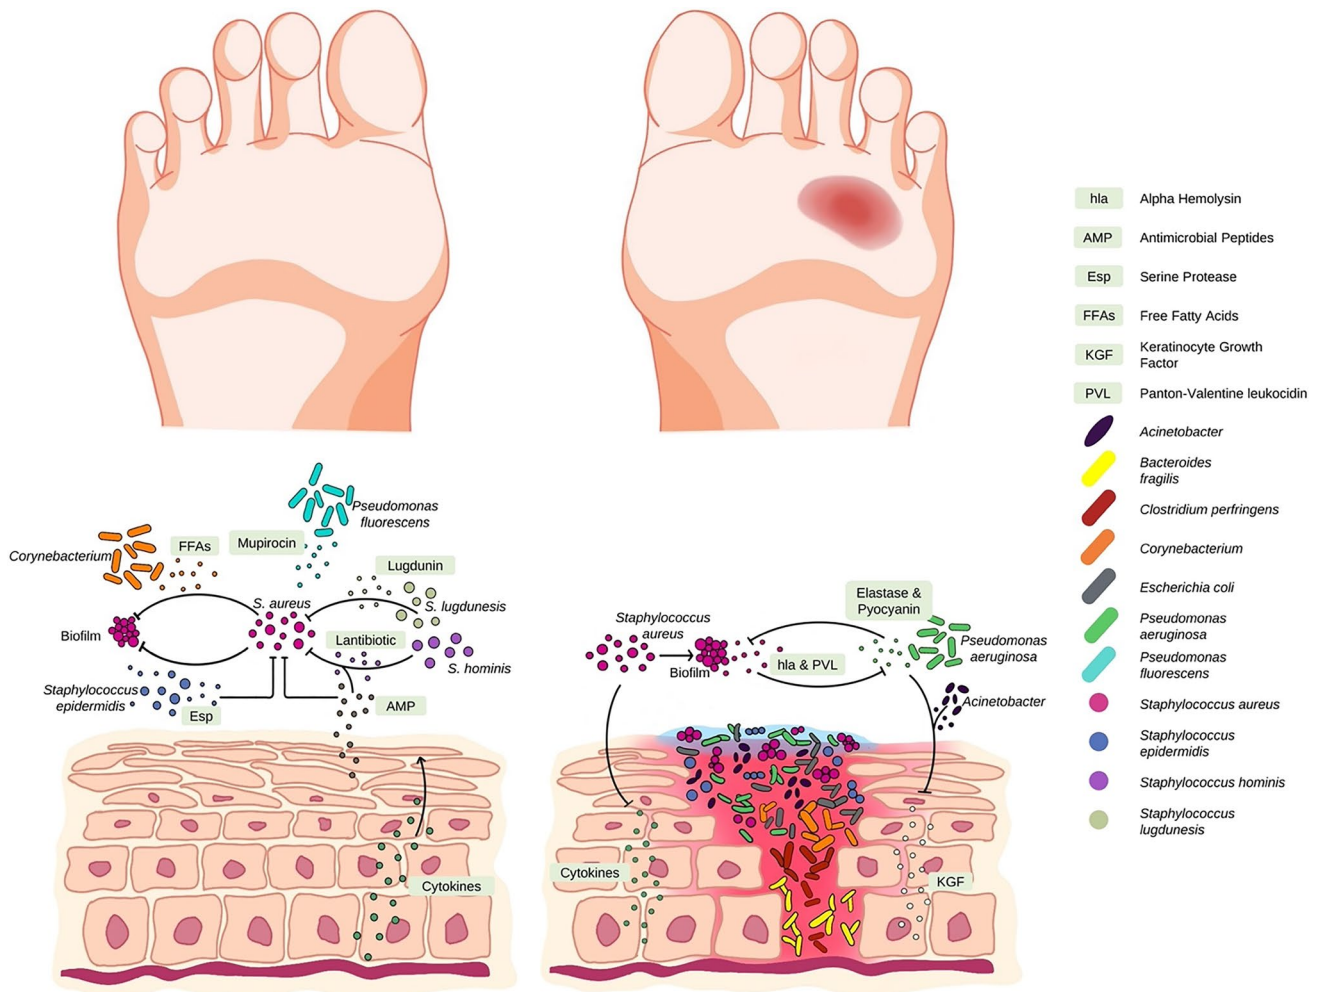 Pseudomonas
fluorescens
Corynebacterium
FFAs
Mupirocin
Lugdunin
S. aureus
S. lugdunesis
Biofilm
Lantibiotic
S. hominis
Staphylococcus
epidermidis
Esp
AMP
Cytokines
Elastase &
Pyocyanin
Staphylococcus
aureus
Pseudomonas
aeruginosa
hla & PVL
Biofilm
Acinetobacter
Cytokines
KGF
hla Alpha Hemolysin
AMP Antimicrobial Peptides
Esp Serine Protease
FFAs Free Fatty Acids
KGF Keratinocyte Growth
Factor
PVL Panton-Valentine leukocidin
Acinetobacter
Bacteroides
fragilis
Clostridium perfringens
Corynebacterium
Escherichia coli
Pseudomonas
aeruginosa
Pseudomonas
fluorescens
Staphylococcus aureus
Staphylococcus
epidermidis
Staphylococcus hominis
Staphylococcus
lugdunesis